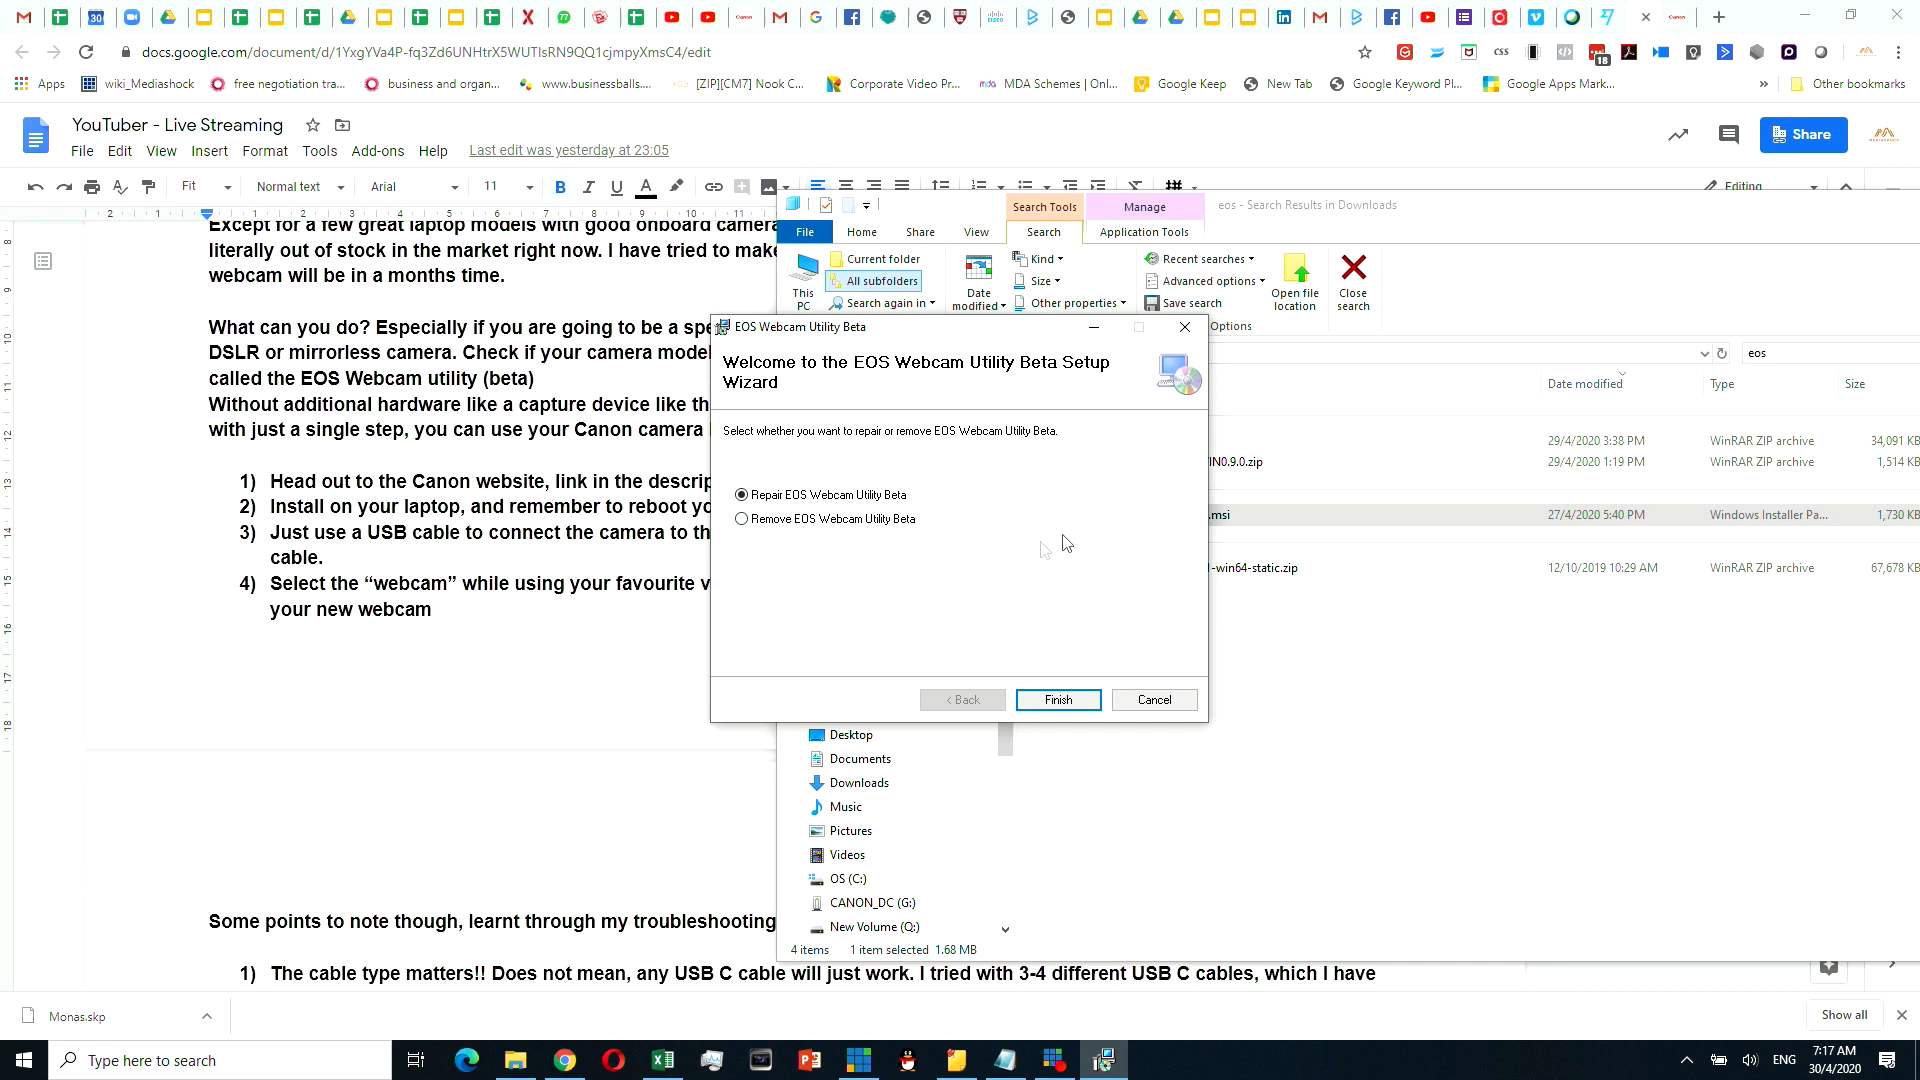 docs.google.com/document/d/1YxgYVa4P-fq3Zd6UNHtrX5WUTIsRN9QQ1cjmpyXmsC4/edit
Apps
wiki_Mediashock
free negotiation tra...
business and organ...
www.businessballs....
[ZIP][CM7] Nook C...
Corporate Video Pr...
MDA Schemes | Onl...
Google Keep
New Tab
Google Keyword Pl...
Google Apps Mark...
»
Other bookmarks
YouTuber - Live Streaming
File Edit View Insert Format Tools Add-ons Help
Last edit was yesterday at 23:05
Share
Fit
Normal text
Arial
11
B I U A
Editing
Search Tools
Manage
eos - Search Results in Downloads
File Home Share View Search Application Tools
This PC
Current folder
All subfolders
Search again in
Date modified
Kind
Size
Other properties
Recent searches
Advanced options
Save search
Open file location
Close search
Options
eos
Date modified
Type
Size
29/4/2020 3:38 PM WinRAR ZIP archive 34,091 KB
IN0.9.0.zip 29/4/2020 1:19 PM WinRAR ZIP archive 1,514 KB
.msi 27/4/2020 5:40 PM Windows Installer Pa... 1,730 KB
-win64-static.zip 12/10/2019 10:29 AM WinRAR ZIP archive 67,678 KB
Except for a few great laptop models with good onboard camera
literally out of stock in the market right now. I have tried to make
webcam will be in a months time.
What can you do? Especially if you are going to be a spe
DSLR or mirrorless camera. Check if your camera model
called the EOS Webcam utility (beta)
Without additional hardware like a capture device like th
with just a single step, you can use your Canon camera
1) Head out to the Canon website, link in the descrip
2) Install on your laptop, and remember to reboot yo
3) Just use a USB cable to connect the camera to th
cable.
4) Select the “webcam” while using your favourite v
your new webcam
EOS Webcam Utility Beta
Welcome to the EOS Webcam Utility Beta Setup
Wizard
Select whether you want to repair or remove EOS Webcam Utility Beta.
Repair EOS Webcam Utility Beta
Remove EOS Webcam Utility Beta
< Back
Finish
Cancel
Desktop
Documents
Downloads
Music
Pictures
Videos
OS (C:)
CANON_DC (G:)
New Volume (Q:)
4 items 1 item selected 1.68 MB
Some points to note though, learnt through my troubleshooting
1) The cable type matters!! Does not mean, any USB C cable will just work. I tried with 3-4 different USB C cables, which I have
Monas.skp
Show all
Type here to search
ENG
7:17 AM
30/4/2020